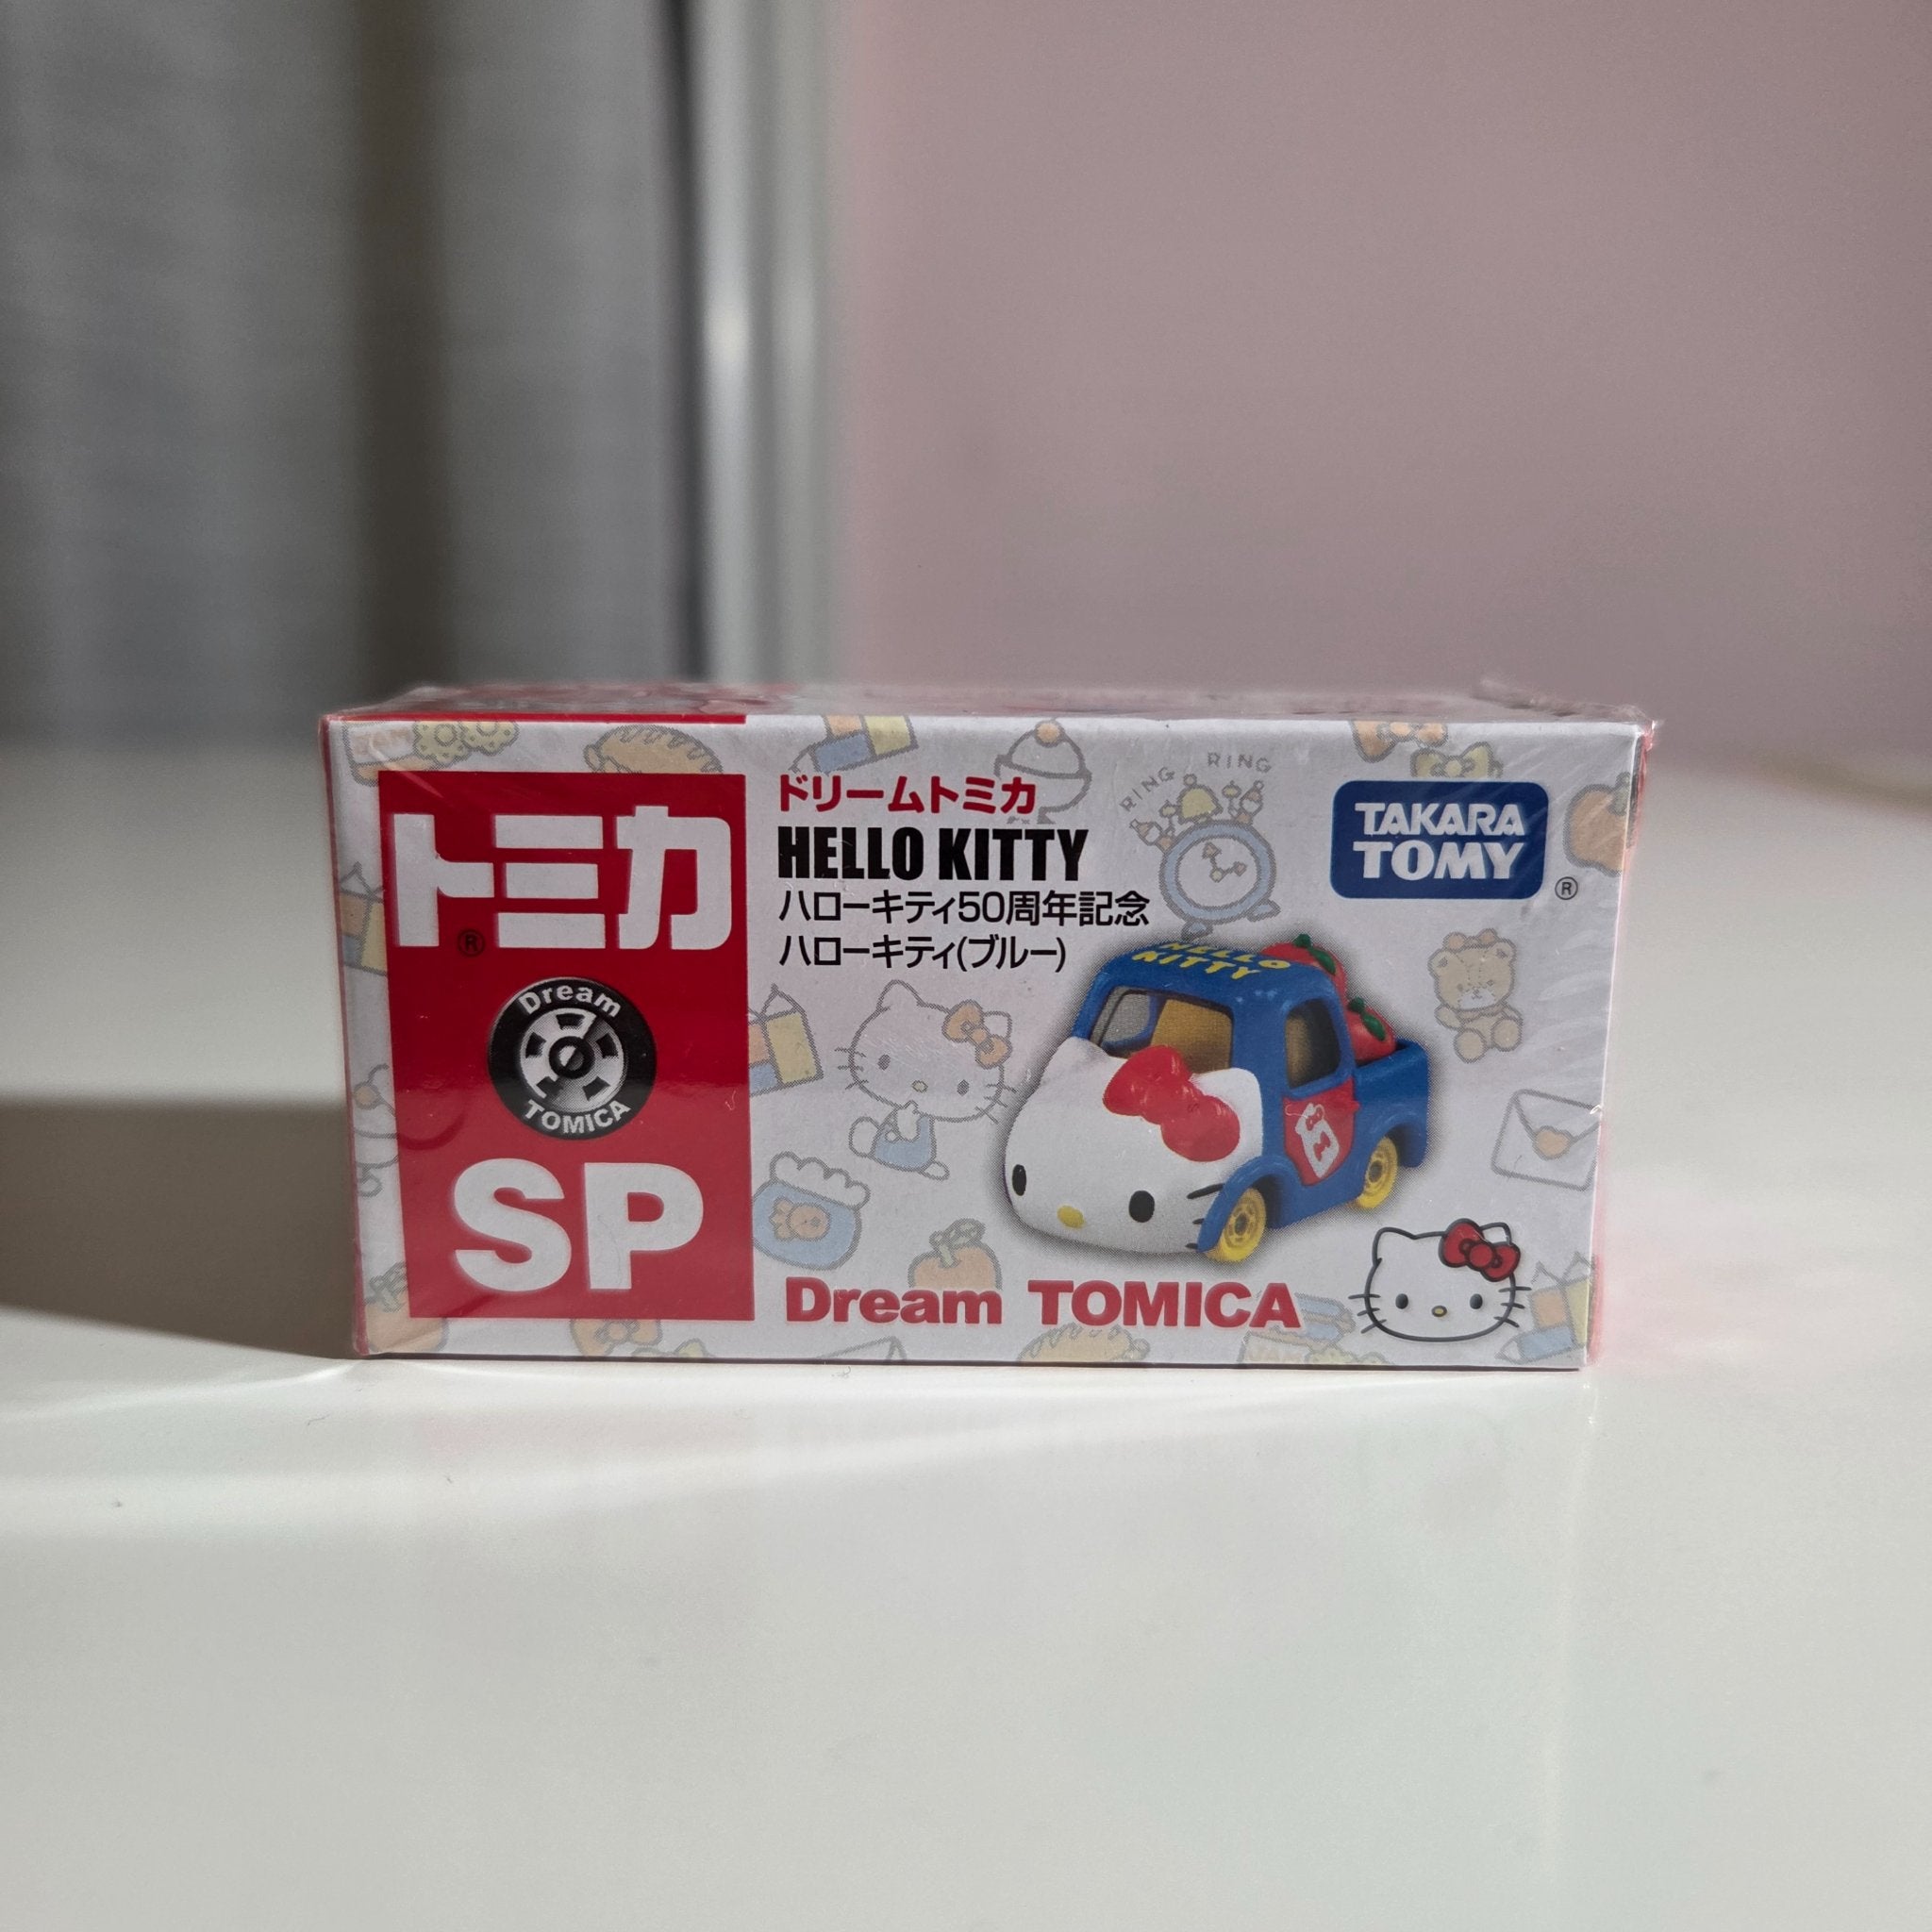 トミカ
®
Dream
TOMICA
SP
ドリームトミカ
HELLO KITTY
ハローキティ50周年記念
ハローキティ(ブルー)
RING RING
TAKARA
TOMY
®
HELLO
KITTY
Dream TOMICA